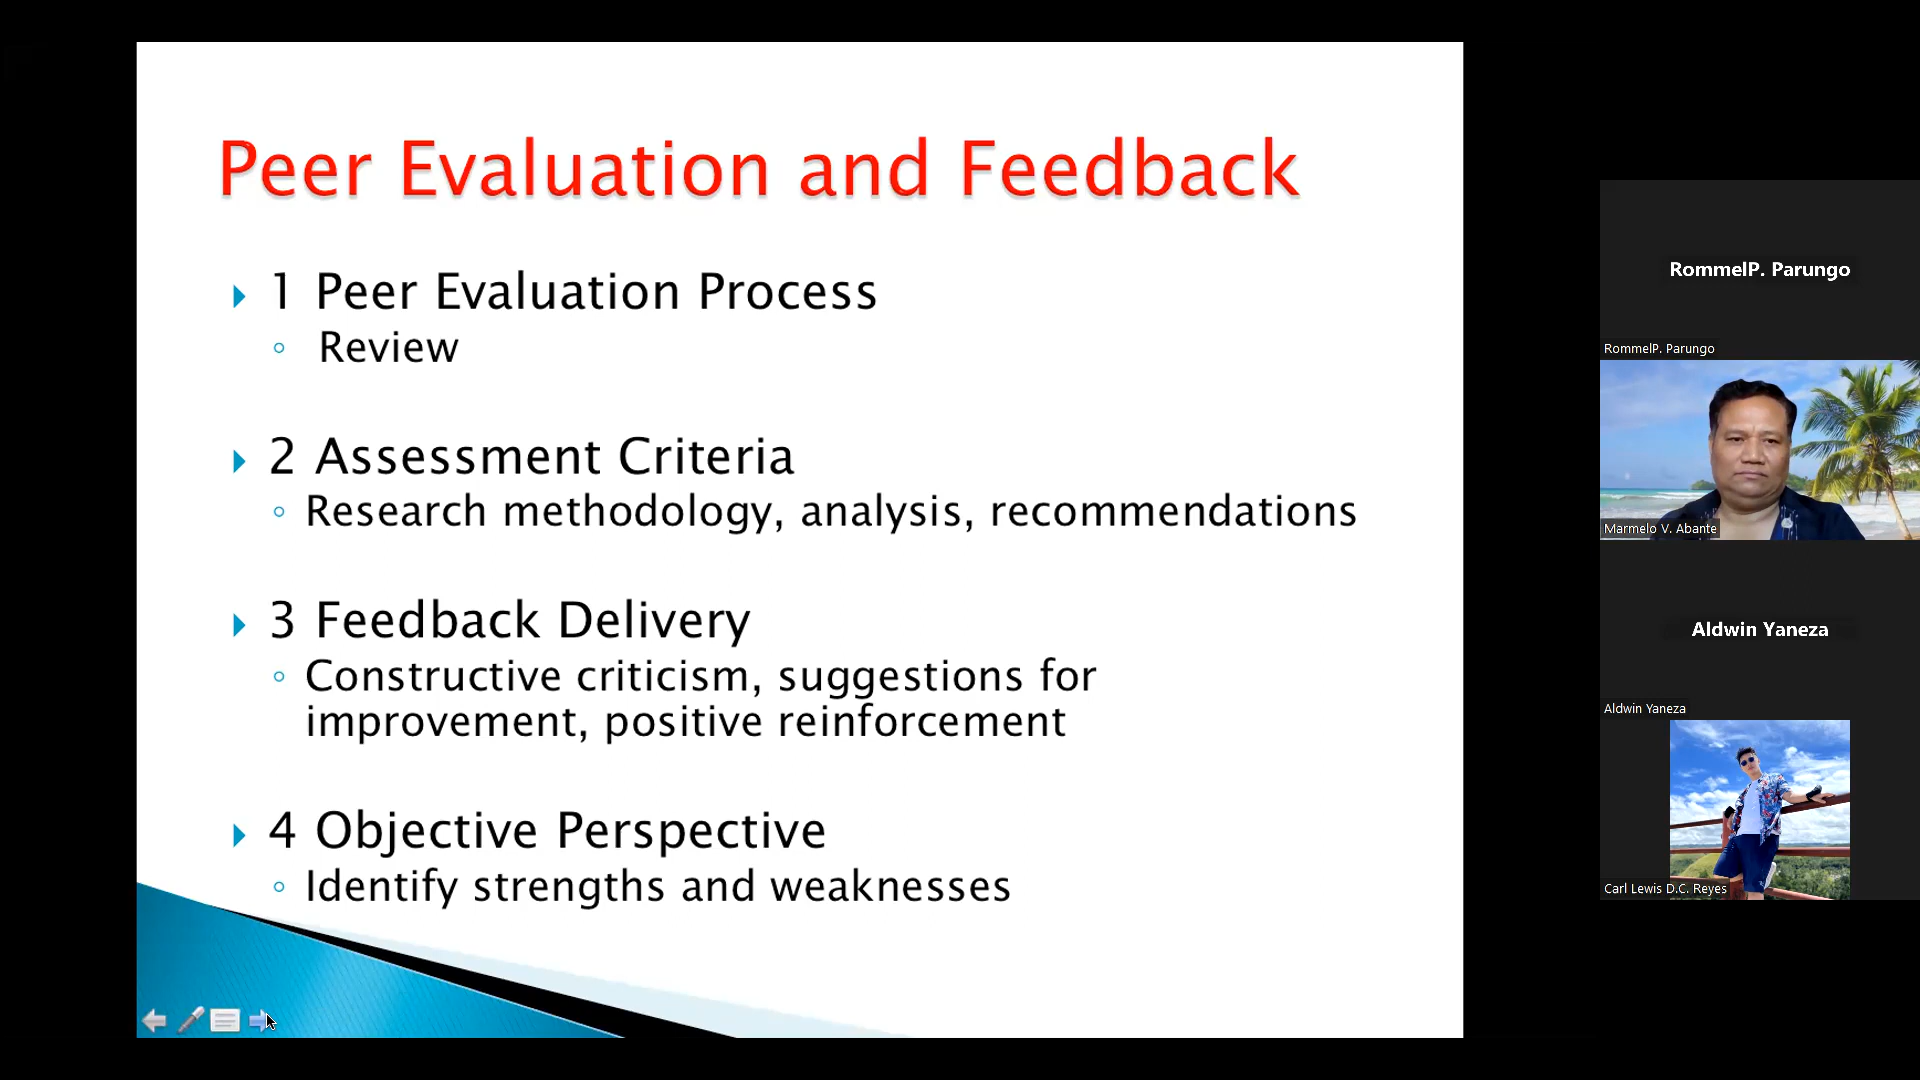 Peer Evaluation and Feedback
1 Peer Evaluation Process
Review
2 Assessment Criteria
Research methodology, analysis, recommendations
3 Feedback Delivery
Constructive criticism, suggestions for
improvement, positive reinforcement
4 Objective Perspective
Identify strengths and weaknesses
RommelP. Parungo
RommelP. Parungo
Marmelo V. Abante
Aldwin Yaneza
Aldwin Yaneza
Carl Lewis D.C. Reyes